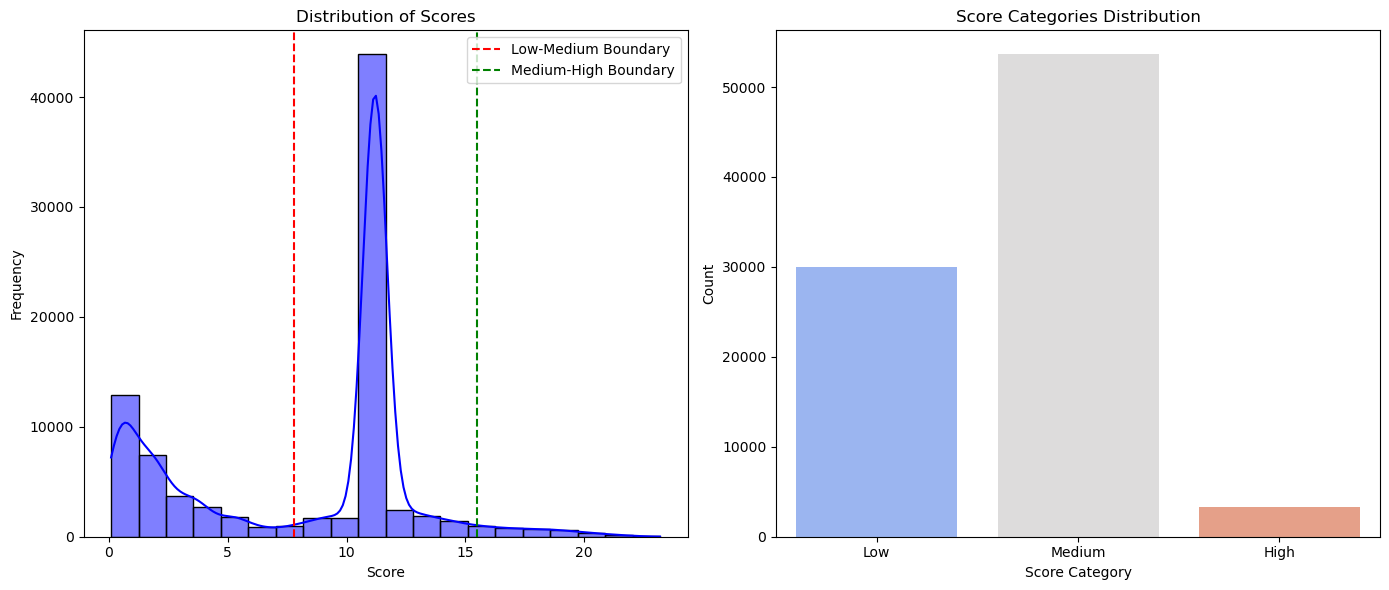 Distribution of Scores
Low-Medium Boundary
Medium-High Boundary
40000
30000
20000
10000
0
Frequency
0 5 10 15 20
Score
Score Categories Distribution
50000
40000
30000
20000
10000
0
Count
Low Medium High
Score Category